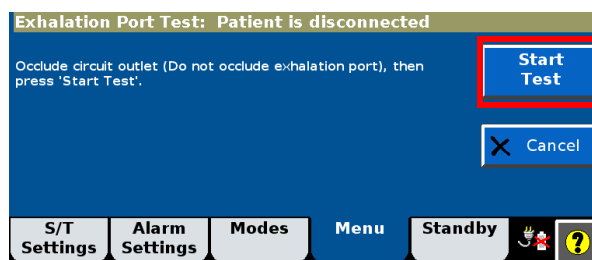 Exhalation Port Test: Patient is disconnected
Occlude circuit outlet (Do not occlude exhalation port), then
press 'Start Test'.
Start
Test
Cancel
S/T
Settings
Alarm
Settings
Modes
Menu
Standby
?